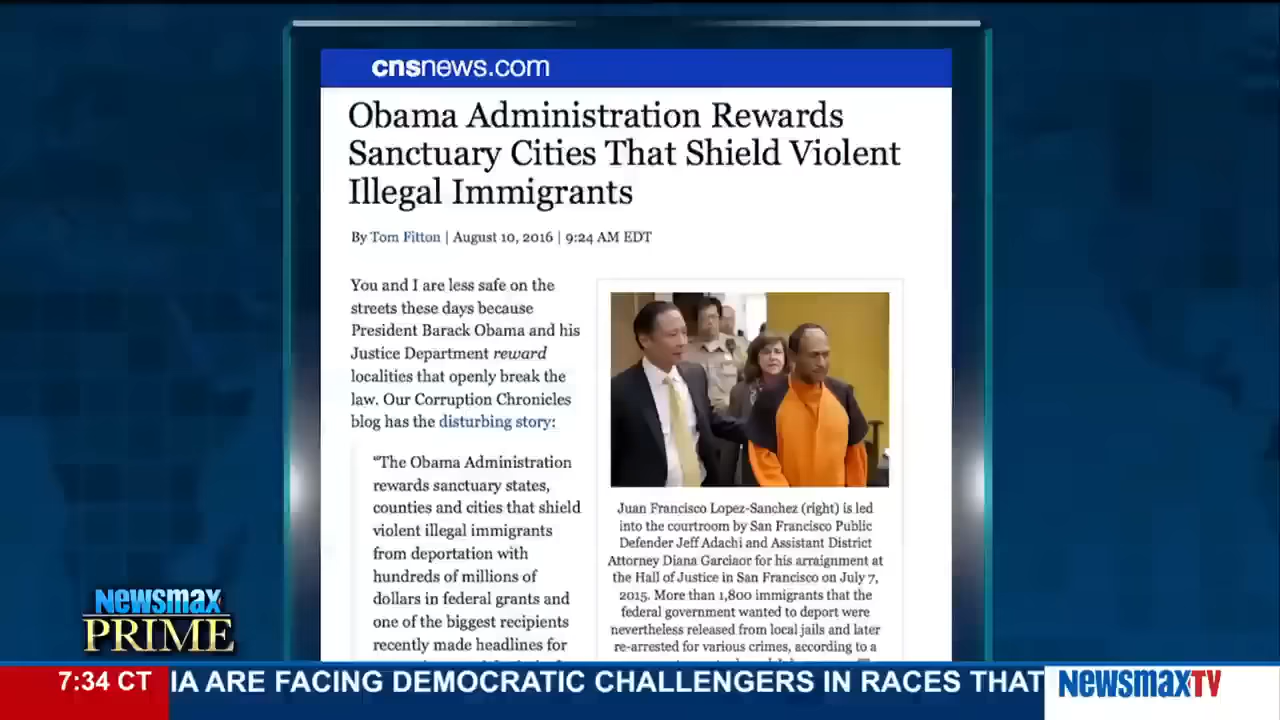 cnsnews.com
Obama Administration Rewards
Sanctuary Cities That Shield Violent
Illegal Immigrants
By Tom Fitton | August 10, 2016 | 9:24 AM EDT
You and I are less safe on the
streets these days because
President Barack Obama and his
Justice Department reward
localities that openly break the
law. Our Corruption Chronicles
blog has the disturbing story:
“The Obama Administration
rewards sanctuary states,
counties and cities that shield
violent illegal immigrants
from deportation with
hundreds of millions of
dollars in federal grants and
one of the biggest recipients
recently made headlines for
Juan Francisco Lopez-Sanchez (right) is led
into the courtroom by San Francisco Public
Defender Jeff Adachi and Assistant District
Attorney Diana Garciaor for his arraignment at
the Hall of Justice in San Francisco on July 7,
2015. More than 1,800 immigrants that the
federal government wanted to deport were
nevertheless released from local jails and later
re-arrested for various crimes, according to a
Newsmax
PRIME
7:34 CT
IA ARE FACING DEMOCRATIC CHALLENGERS IN RACES THAT
NewsmaxTV